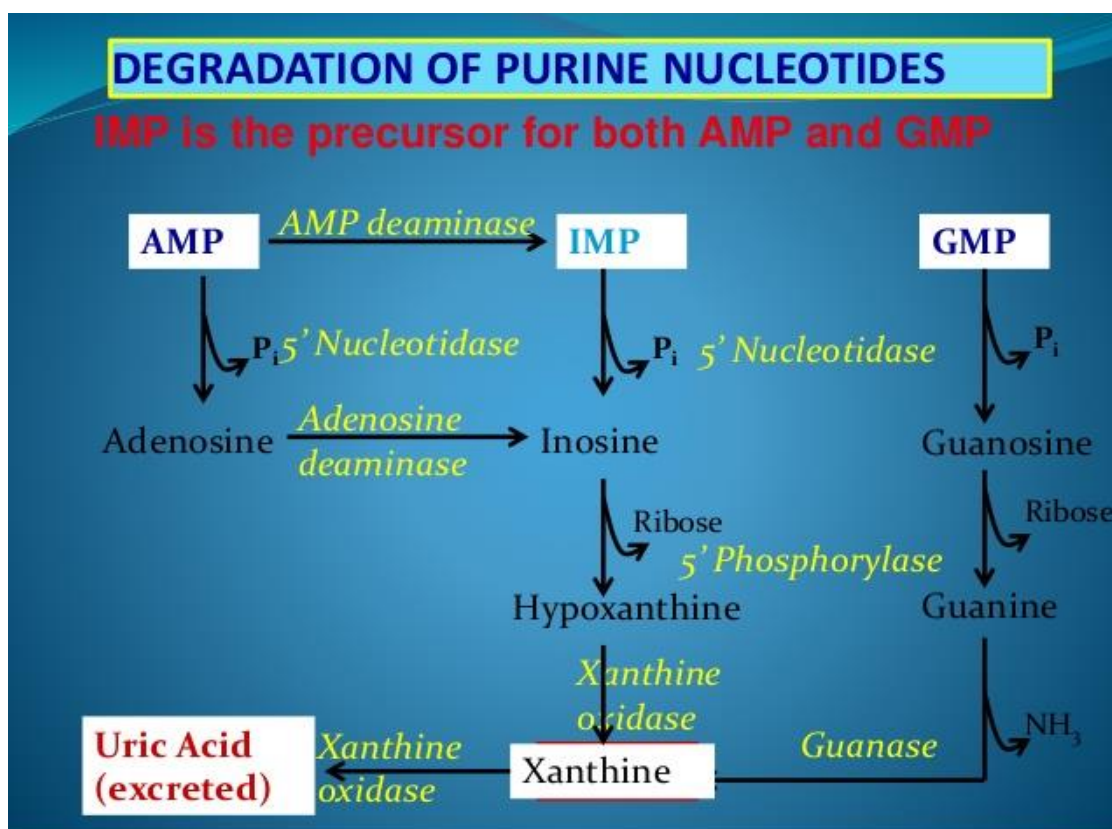 DEGRADATION OF PURINE NUCLEOTIDES
IMP is the precursor for both AMP and GMP
AMP
AMP deaminase
IMP
GMP
Pi
5’ Nucleotidase
Pi
5’ Nucleotidase
Pi
Adenosine
Adenosine
deaminase
Inosine
Guanosine
Ribose
Ribose
5’ Phosphorylase
Hypoxanthine
Guanine
Xanthine
oxidase
Uric Acid
(excreted)
Xanthine
oxidase
Xanthine
Guanase
NH3